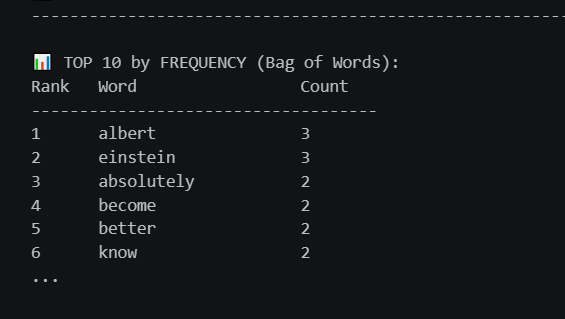 --------------------------------------------------------
📊 TOP 10 by FREQUENCY (Bag of Words):
Rank   Word                 Count
------------------------------------
1      albert               3
2      einstein             3
3      absolutely           2
4      become               2
5      better               2
6      know                 2
...